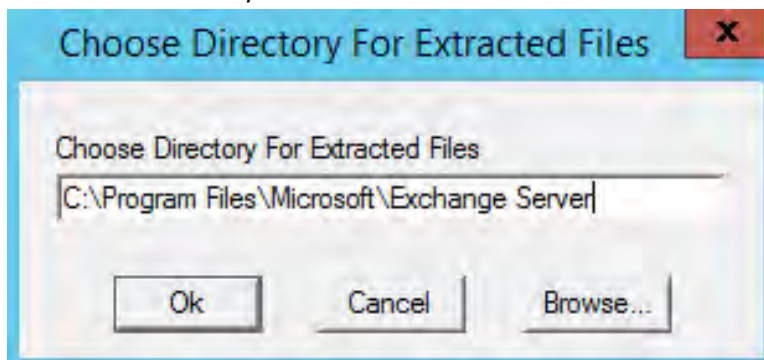 Choose Directory For Extracted Files
x
Choose Directory For Extracted Files
C:\Program Files\Microsoft\Exchange Server
Ok Cancel Browse...